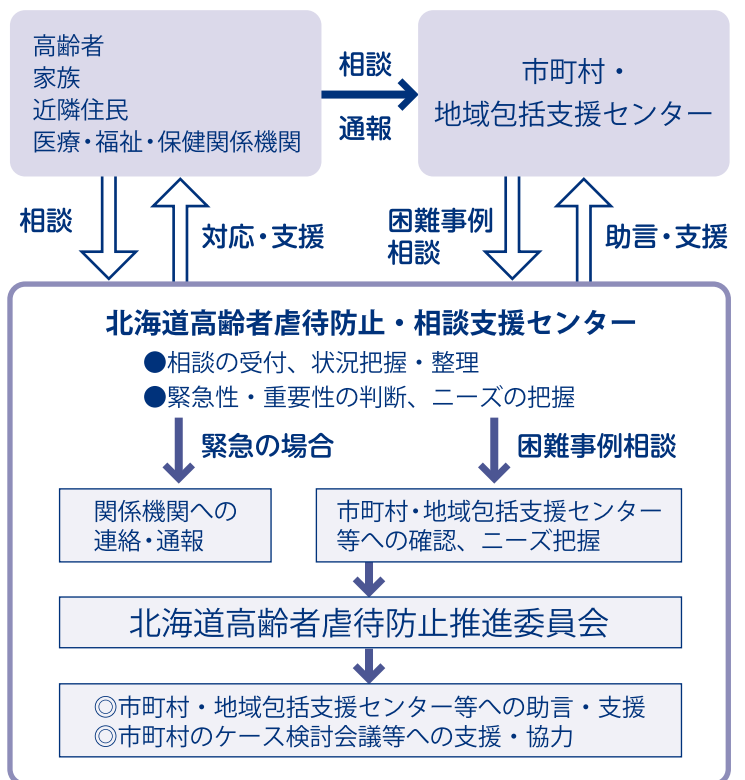 高齢者
家族
近隣住民
医療・福祉・保健関係機関
相談
通報
市町村・
地域包括支援センター
相談
対応・支援
困難事例
相談
助言・支援
北海道高齢者虐待防止・相談支援センター
●相談の受付、状況把握・整理
●緊急性・重要性の判断、ニーズの把握
緊急の場合
困難事例相談
関係機関への
連絡・通報
市町村・地域包括支援センター
等への確認、ニーズ把握
北海道高齢者虐待防止推進委員会
◎市町村・地域包括支援センター等への助言・支援
◎市町村のケース検討会議等への支援・協力